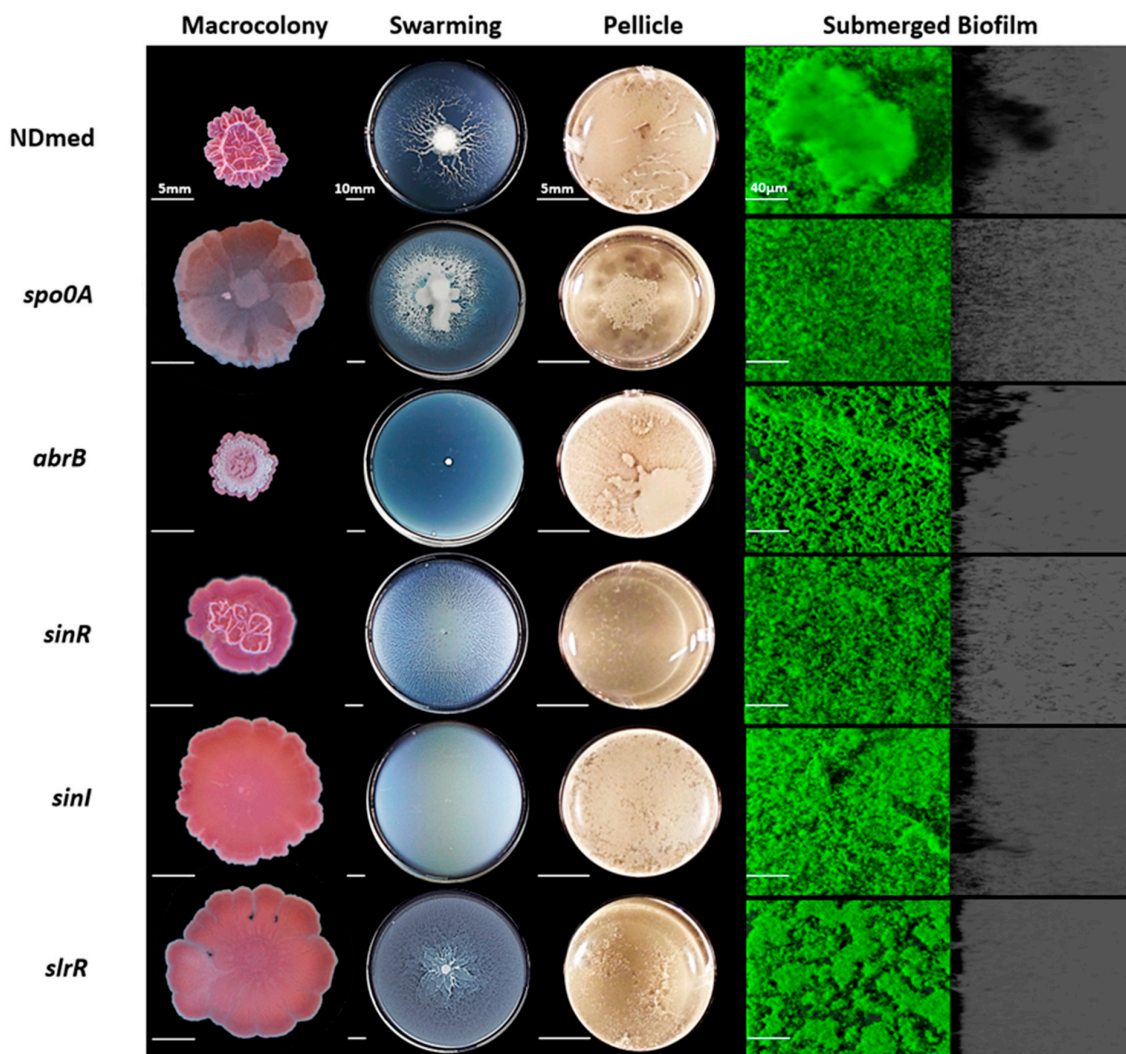 Macrocolony Swarming Pellicle Submerged Biofilm
NDmed
5mm 10mm 5mm 40µm
spo0A
abrB
sinR
sinI
slrR